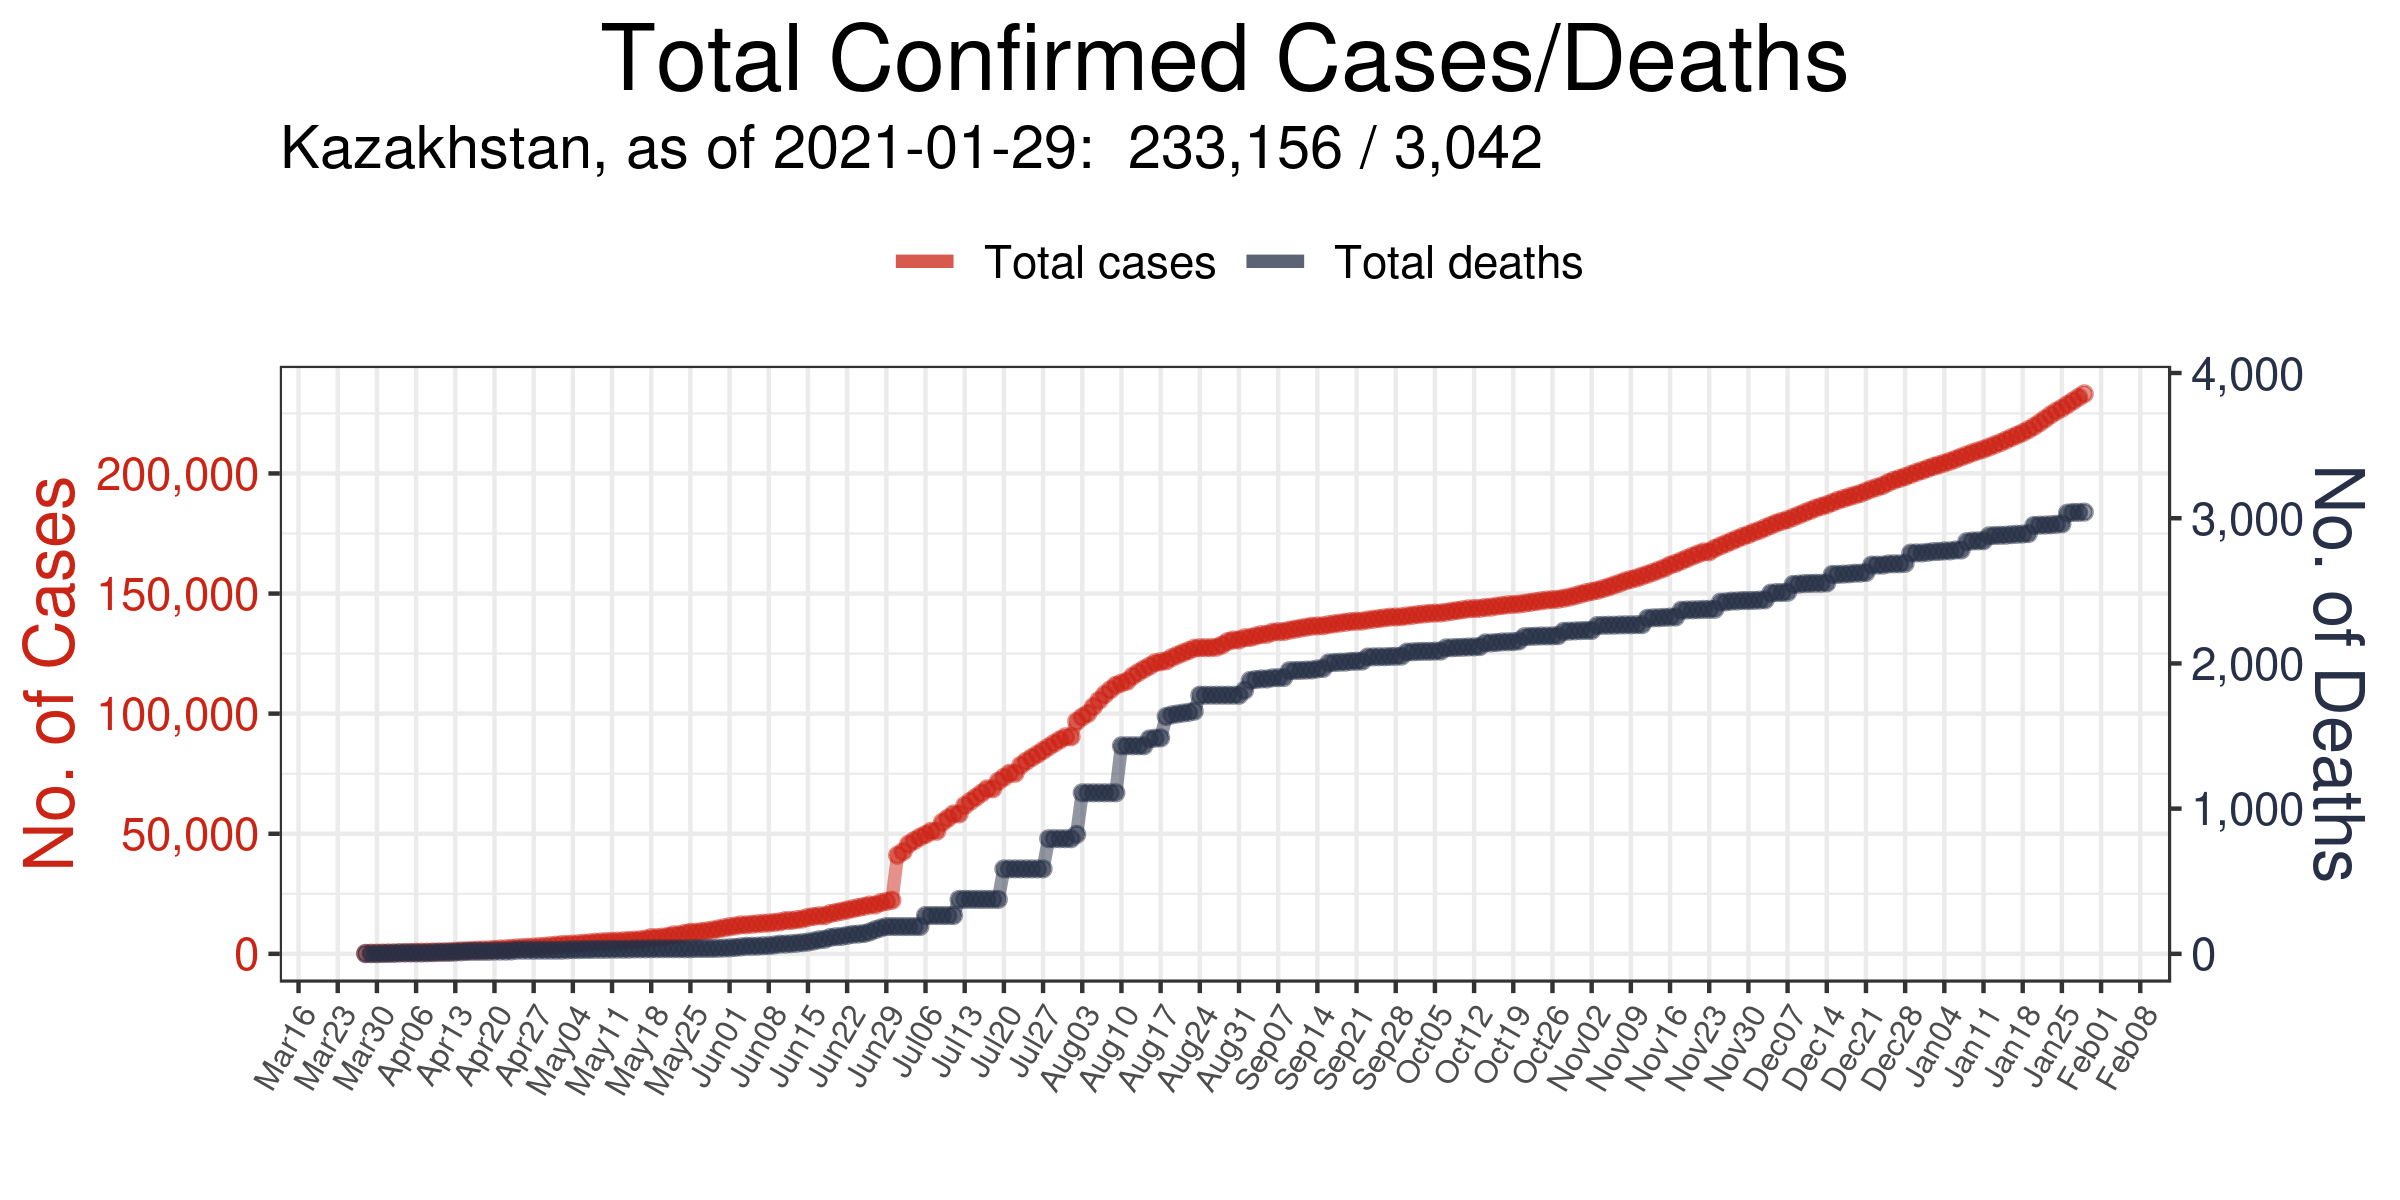 Total Confirmed Cases/Deaths
Kazakhstan, as of 2021-01-29:  233,156 / 3,042
Total cases
Total deaths
No. of Cases
200,000
150,000
100,000
50,000
0
4,000
3,000
2,000
1,000
0
No. of Deaths
Mar16
Mar23
Mar30
Apr06
Apr13
Apr20
Apr27
May04
May11
May18
May25
Jun01
Jun08
Jun15
Jun22
Jun29
Jul06
Jul13
Jul20
Jul27
Aug03
Aug10
Aug17
Aug24
Aug31
Sep07
Sep14
Sep21
Sep28
Oct05
Oct12
Oct19
Oct26
Nov02
Nov09
Nov16
Nov23
Nov30
Dec07
Dec14
Dec21
Dec28
Jan04
Jan11
Jan18
Jan25
Feb01
Feb08